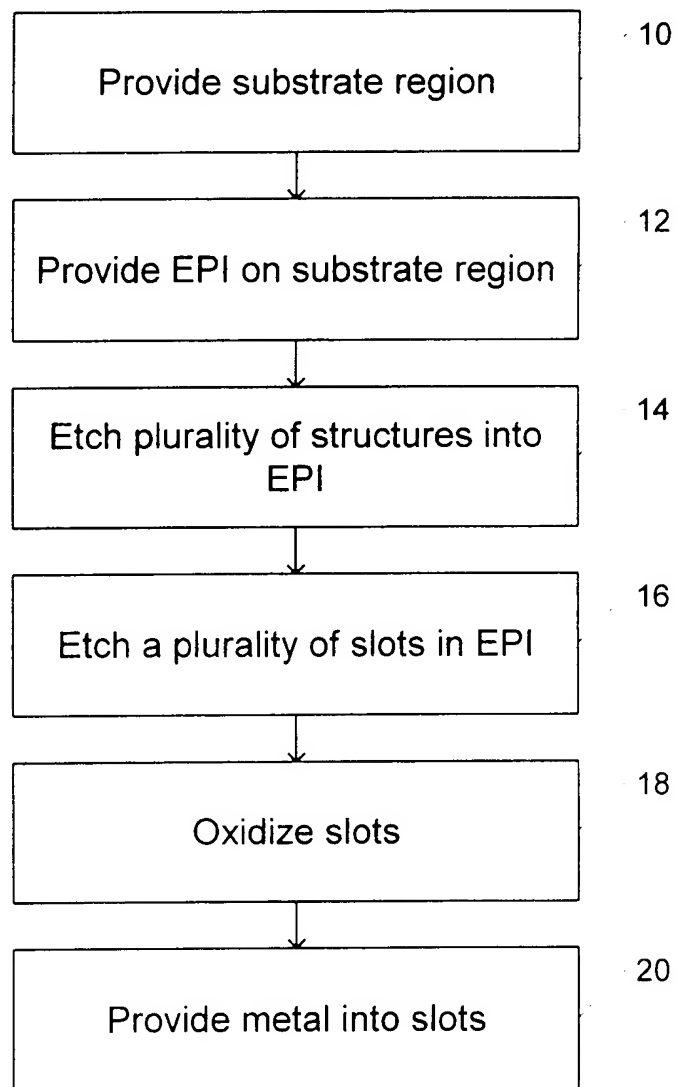 10
Provide substrate region
12
Provide EPI on substrate region
14
Etch plurality of structures into
EPI
16
Etch a plurality of slots in EPI
18
Oxidize slots
20
Provide metal into slots